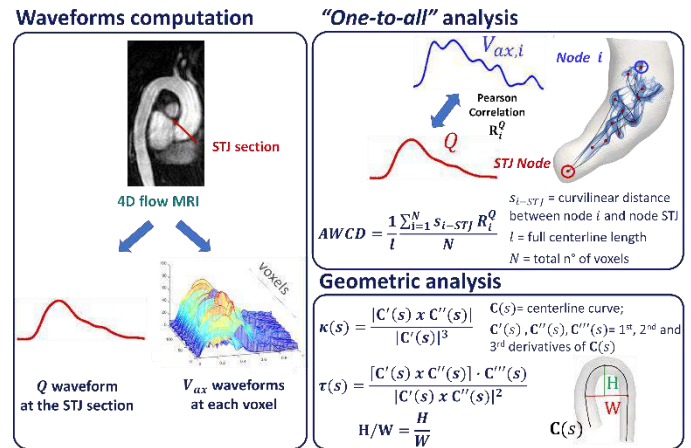 Waveforms computation
STJ section
4D flow MRI
voxels
Q waveform
at the STJ section
V_ax waveforms
at each voxel
“One-to-all” analysis
V_ax,i
Node i
Pearson
Correlation
R_i^Q
Q
STJ Node
s_i−STJ = curvilinear distance
between node i and node STJ
l = full centerline length
N = total n° of voxels
AWCD = 1/l ∑_{i=1}^{N} s_i−STJ R_i^Q / N
Geometric analysis
κ(s) = |C′(s) x C′′(s)| / |C′(s)|^3
C(s)= centerline curve;
C′(s) , C′′(s), C′′′(s)= 1st, 2nd and
3rd derivatives of C(s)
τ(s) = [C′(s) x C′′(s)] · C′′′(s) / |C′(s) x C′′(s)|^2
H/W = H/W
H
W
C(s)